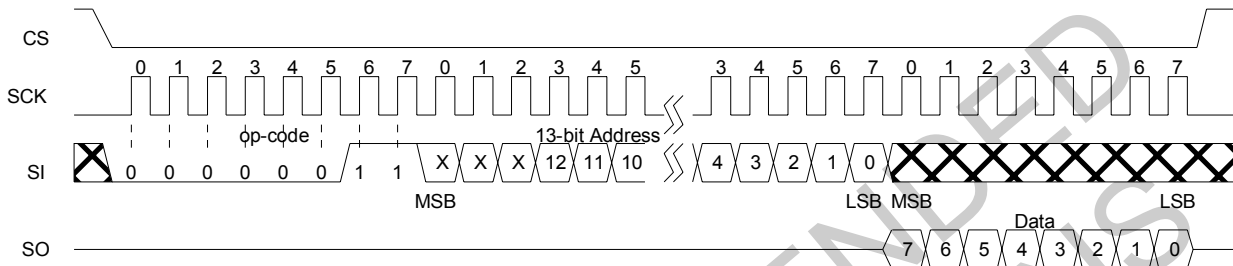 CS
0 1 2 3 4 5 6 7 0 1 2 3 4 5 3 4 5 6 7 0 1 2 3 4 5 6 7
SCK
op-code 13-bit Address
SI 0 0 0 0 0 0 1 1 X X X 12 11 10 4 3 2 1 0
MSB LSB MSB LSB
Data
SO 7 6 5 4 3 2 1 0